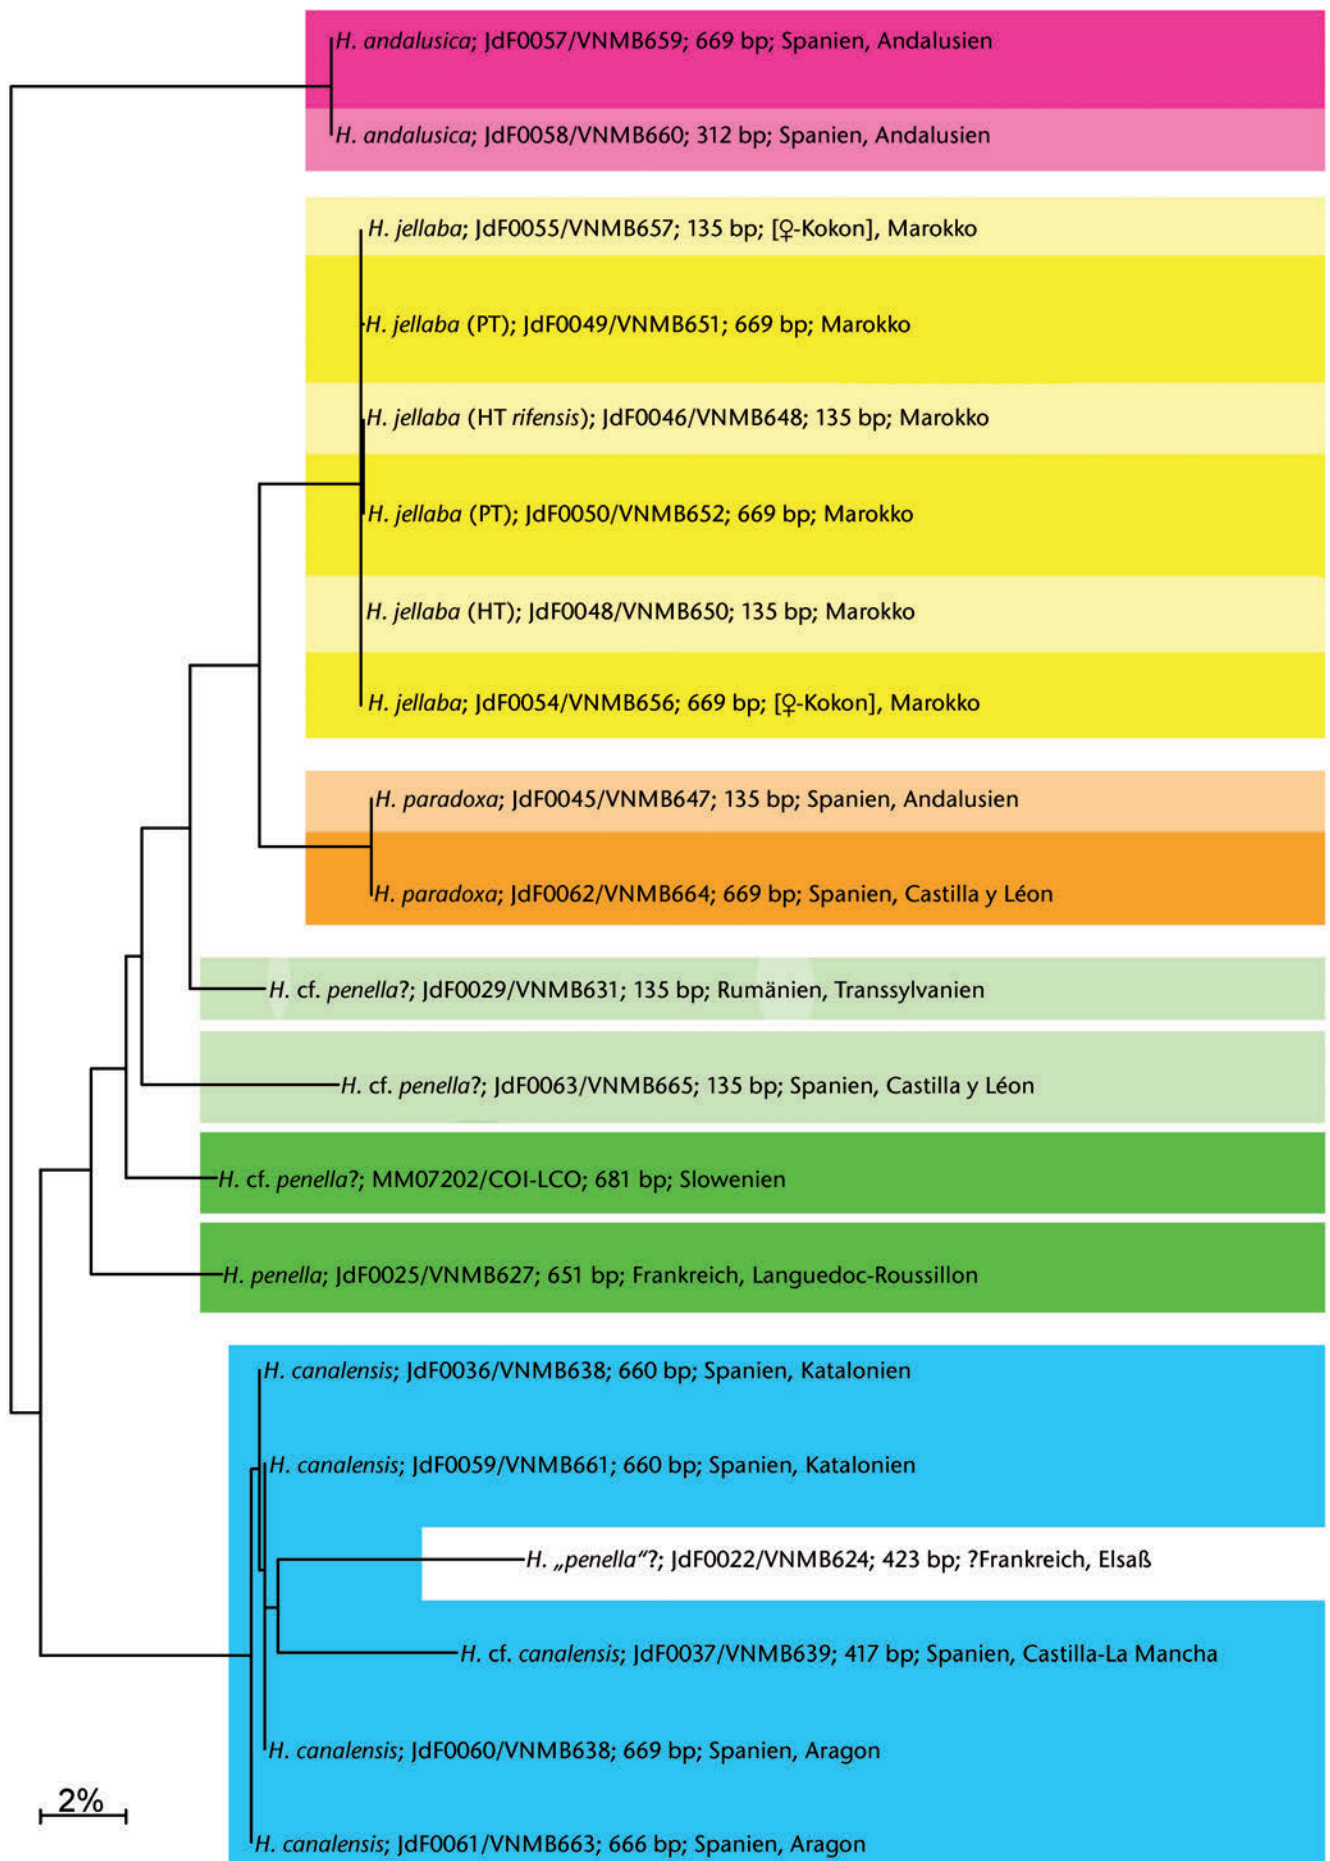 H. andalusica; JdF0057/VNMB659; 669 bp; Spanien, Andalusien
H. andalusica; JdF0058/VNMB660; 312 bp; Spanien, Andalusien
H. jellaba; JdF0055/VNMB657; 135 bp; [♀-Kokon], Marokko
H. jellaba (PT); JdF0049/VNMB651; 669 bp; Marokko
H. jellaba (HT rifensis); JdF0046/VNMB648; 135 bp; Marokko
H. jellaba (PT); JdF0050/VNMB652; 669 bp; Marokko
H. jellaba (HT); JdF0048/VNMB650; 135 bp; Marokko
H. jellaba; JdF0054/VNMB656; 669 bp; [♀-Kokon], Marokko
H. paradoxa; JdF0045/VNMB647; 135 bp; Spanien, Andalusien
H. paradoxa; JdF0062/VNMB664; 669 bp; Spanien, Castilla y Léon
H. cf. penella?; JdF0029/VNMB631; 135 bp; Rumänien, Transsylvanien
H. cf. penella?; JdF0063/VNMB665; 135 bp; Spanien, Castilla y Léon
H. cf. penella?; MM07202/COI-LCO; 681 bp; Slowenien
H. penella; JdF0025/VNMB627; 651 bp; Frankreich, Languedoc-Roussillon
H. canalensis; JdF0036/VNMB638; 660 bp; Spanien, Katalonien
H. canalensis; JdF0059/VNMB661; 660 bp; Spanien, Katalonien
H. „penella“?; JdF0022/VNMB624; 423 bp; ?Frankreich, Elsaß
H. cf. canalensis; JdF0037/VNMB639; 417 bp; Spanien, Castilla-La Mancha
H. canalensis; JdF0060/VNMB638; 669 bp; Spanien, Aragon
2%
H. canalensis; JdF0061/VNMB663; 666 bp; Spanien, Aragon